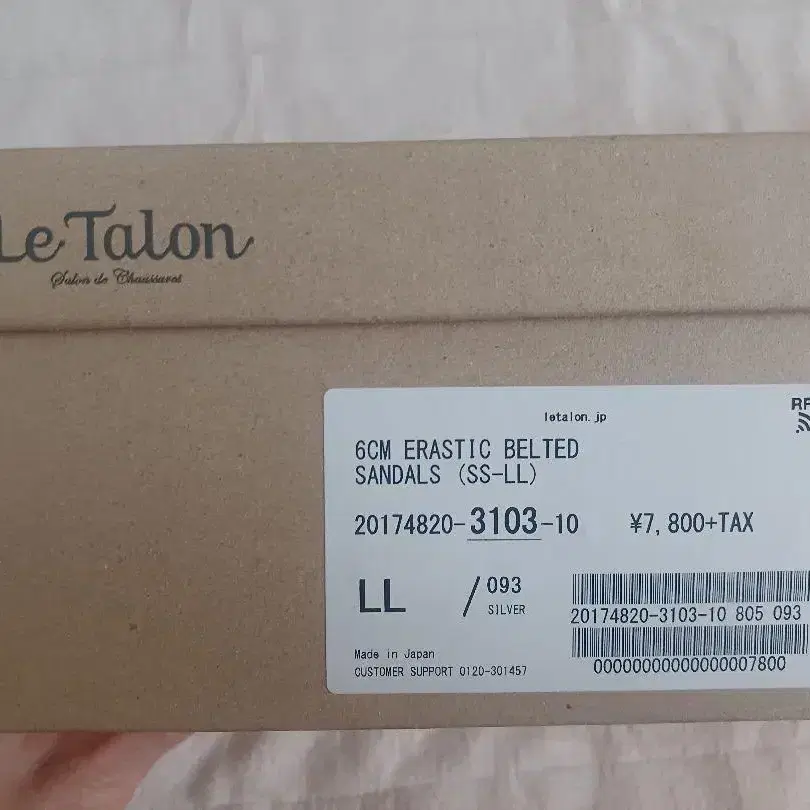 Le Talon
Salon de Chaussures
letalon.jp
6CM ERASTIC BELTED
SANDALS (SS-LL)
20174820-3103-10 ¥7,800+TAX
LL / 093
SILVER
20174820-3103-10 805 093
Made in Japan
CUSTOMER SUPPORT 0120-301457
00000000000000007800